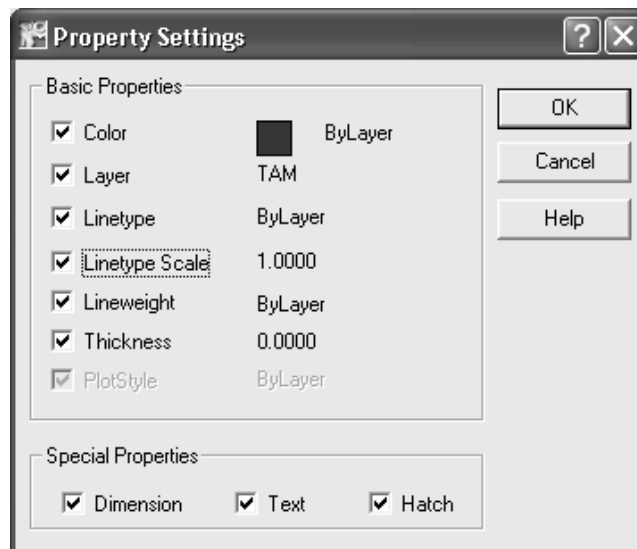 Property Settings
Basic Properties
Color ByLayer
Layer TAM
Linetype ByLayer
Linetype Scale 1.0000
Lineweight ByLayer
Thickness 0.0000
PlotStyle ByLayer
OK
Cancel
Help
Special Properties
Dimension Text Hatch